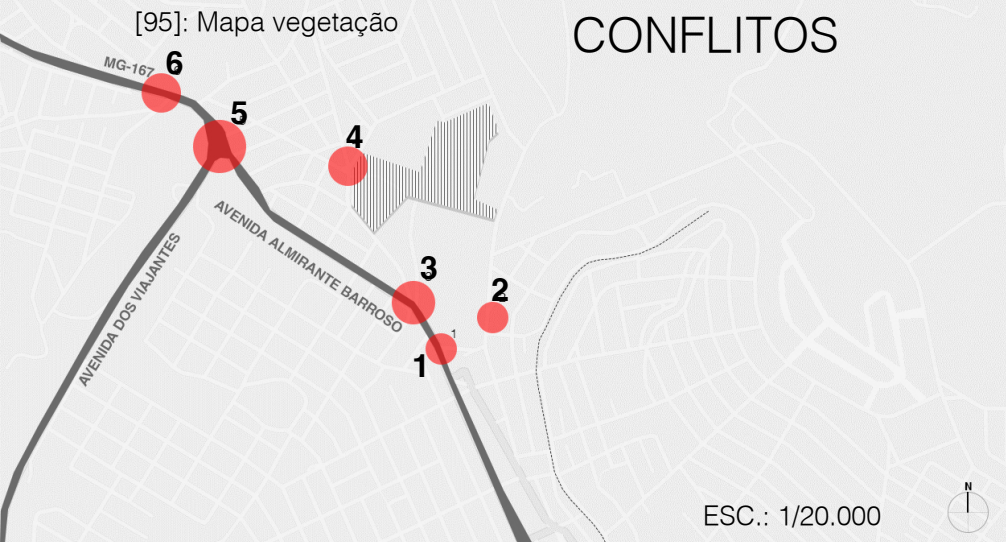 [95]: Mapa vegetação
CONFLITOS
MG-167
6
5
4
AVENIDA ALMIRANTE BARROSO
AVENIDA DOS VIAJANTES
3
2
1
1
N
ESC.: 1/20.000